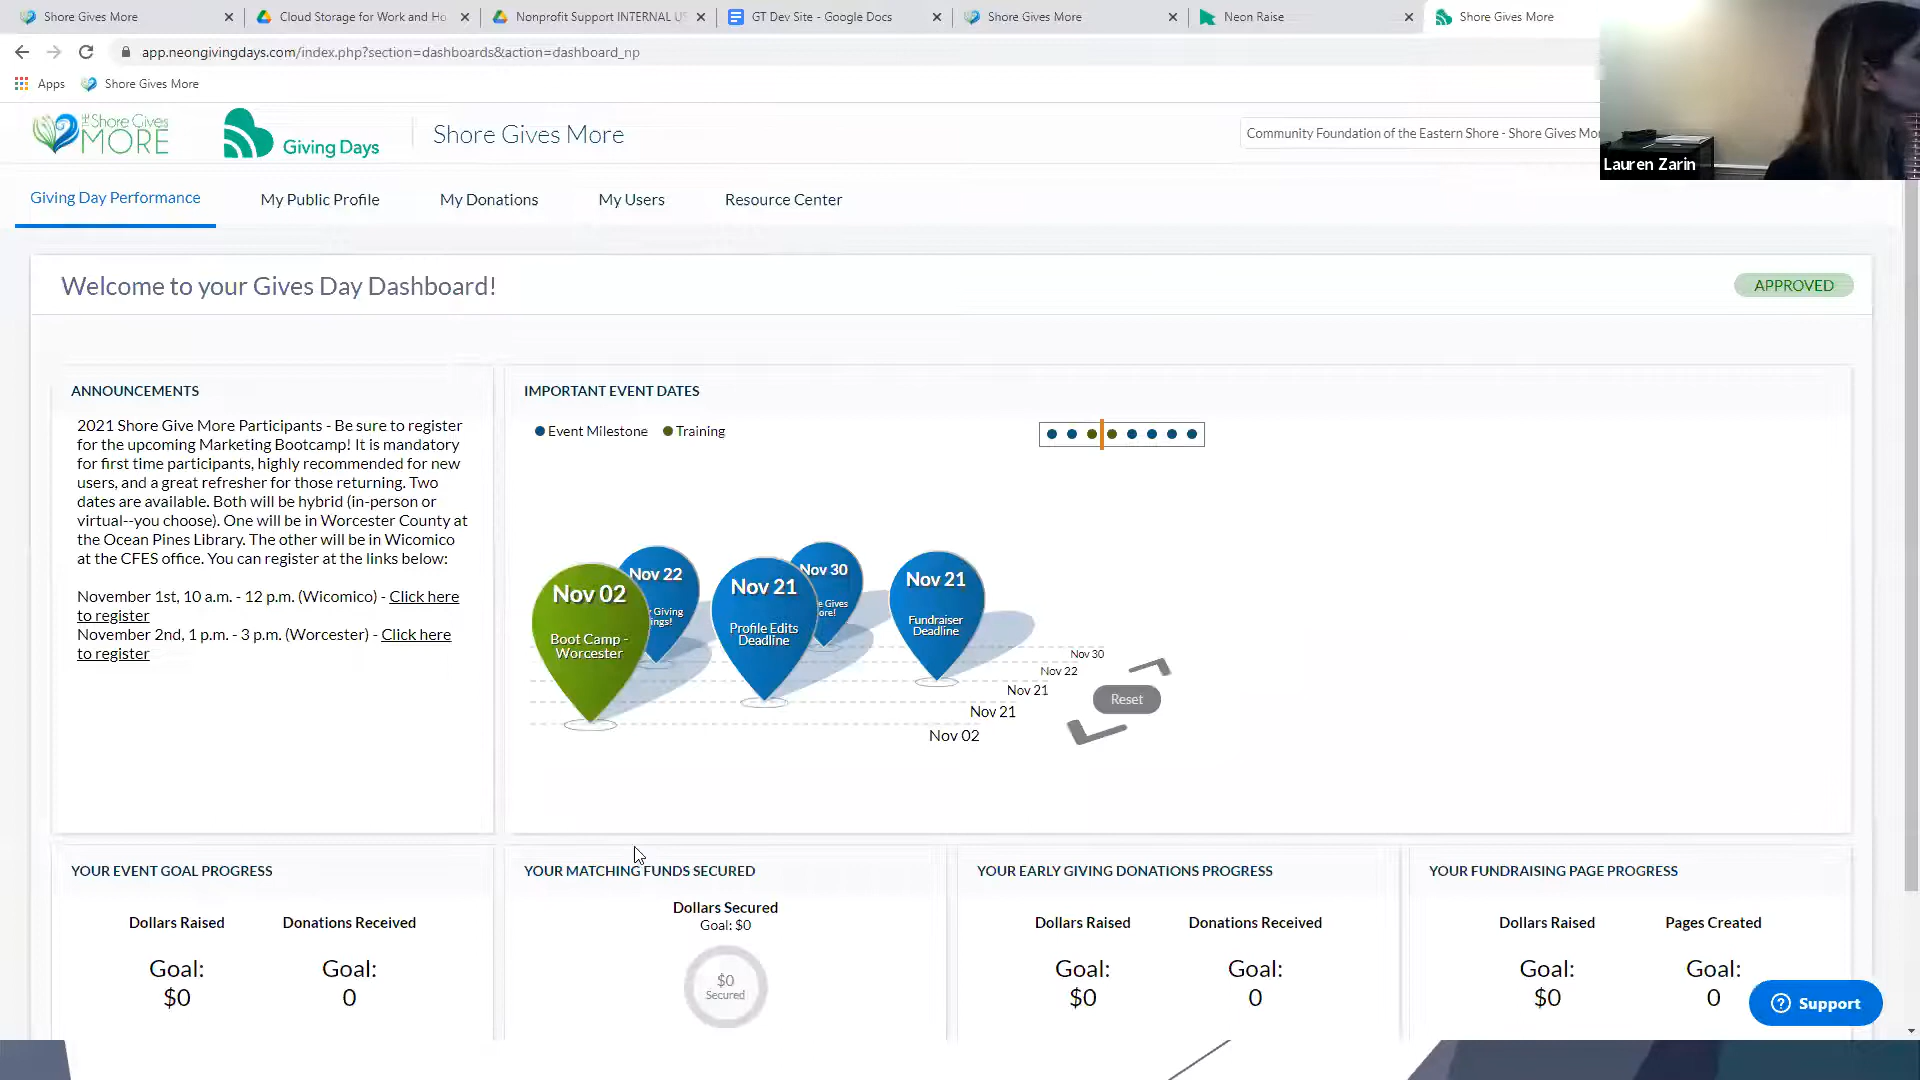 Shore Gives More
Cloud Storage for Work and Ho
Nonprofit Support INTERNAL U
GT Dev Site - Google Docs
Shore Gives More
Neon Raise
Shore Gives More
app.neongivingdays.com/index.php?section=dashboards&action=dashboard_np
Apps
Shore Gives More
THE Shore Gives
MORE
Giving Days
Shore Gives More
Community Foundation of the Eastern Shore - Shore Gives Mo
Lauren Zarin
Giving Day Performance
My Public Profile
My Donations
My Users
Resource Center
Welcome to your Gives Day Dashboard!
APPROVED
ANNOUNCEMENTS
2021 Shore Give More Participants - Be sure to register
for the upcoming Marketing Bootcamp! It is mandatory
for first time participants, highly recommended for new
users, and a great refresher for those returning. Two
dates are available. Both will be hybrid (in-person or
virtual--you choose). One will be in Worcester County at
the Ocean Pines Library. The other will be in Wicomico
at the CFES office. You can register at the links below:
November 1st, 10 a.m. - 12 p.m. (Wicomico) - Click here
to register
November 2nd, 1 p.m. - 3 p.m. (Worcester) - Click here
to register
IMPORTANT EVENT DATES
Event Milestone
Training
Nov 02
Boot Camp -
Worcester
Nov 22
Giving
ngs!
Nov 21
Profile Edits
Deadline
Nov 30
e Gives
ore!
Nov 21
Fundraiser
Deadline
Nov 30
Nov 22
Nov 21
Nov 21
Nov 02
Reset
YOUR EVENT GOAL PROGRESS
Dollars Raised
Donations Received
Goal:
$0
Goal:
0
YOUR MATCHING FUNDS SECURED
Dollars Secured
Goal: $0
$0
Secured
YOUR EARLY GIVING DONATIONS PROGRESS
Dollars Raised
Donations Received
Goal:
$0
Goal:
0
YOUR FUNDRAISING PAGE PROGRESS
Dollars Raised
Pages Created
Goal:
$0
Goal:
0
Support